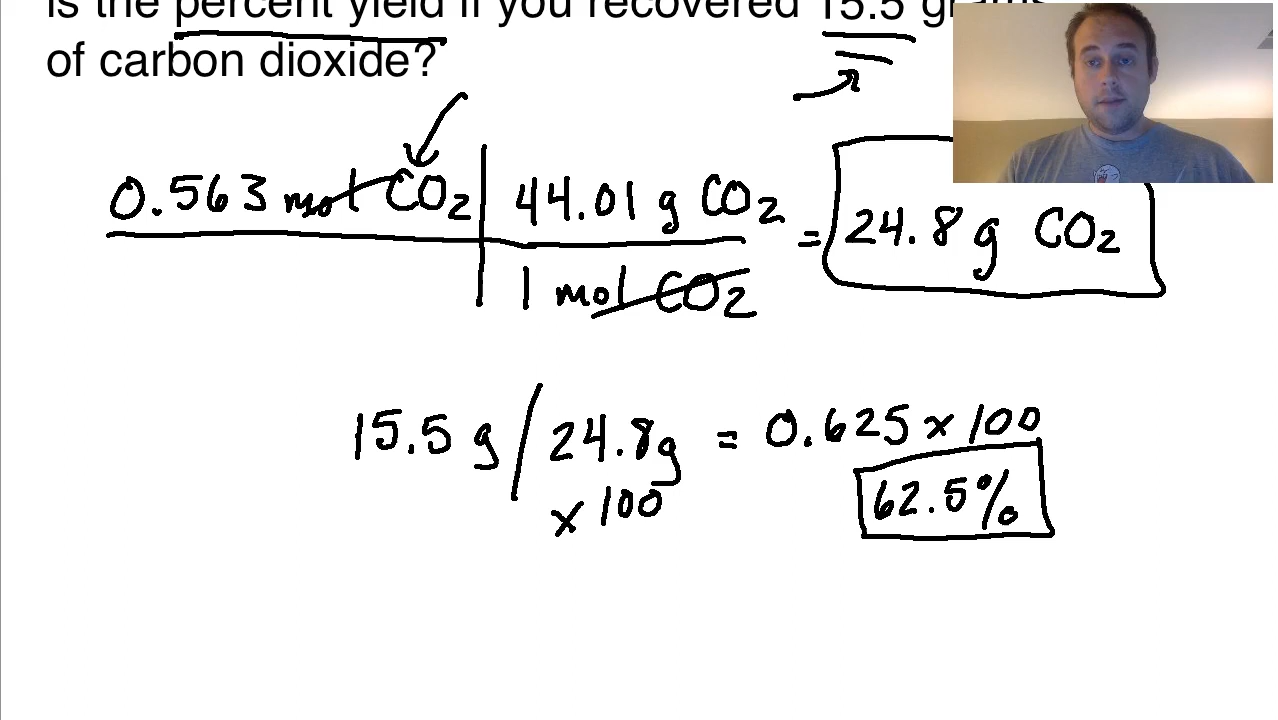 is the percent yield if you recovered 15.5
of carbon dioxide?
0.563 mol CO₂ | 44.01 g CO₂
1 mol CO₂
= 24.8 g CO₂
15.5 g / 24.8g = 0.625 x 100
x 100
62.5%